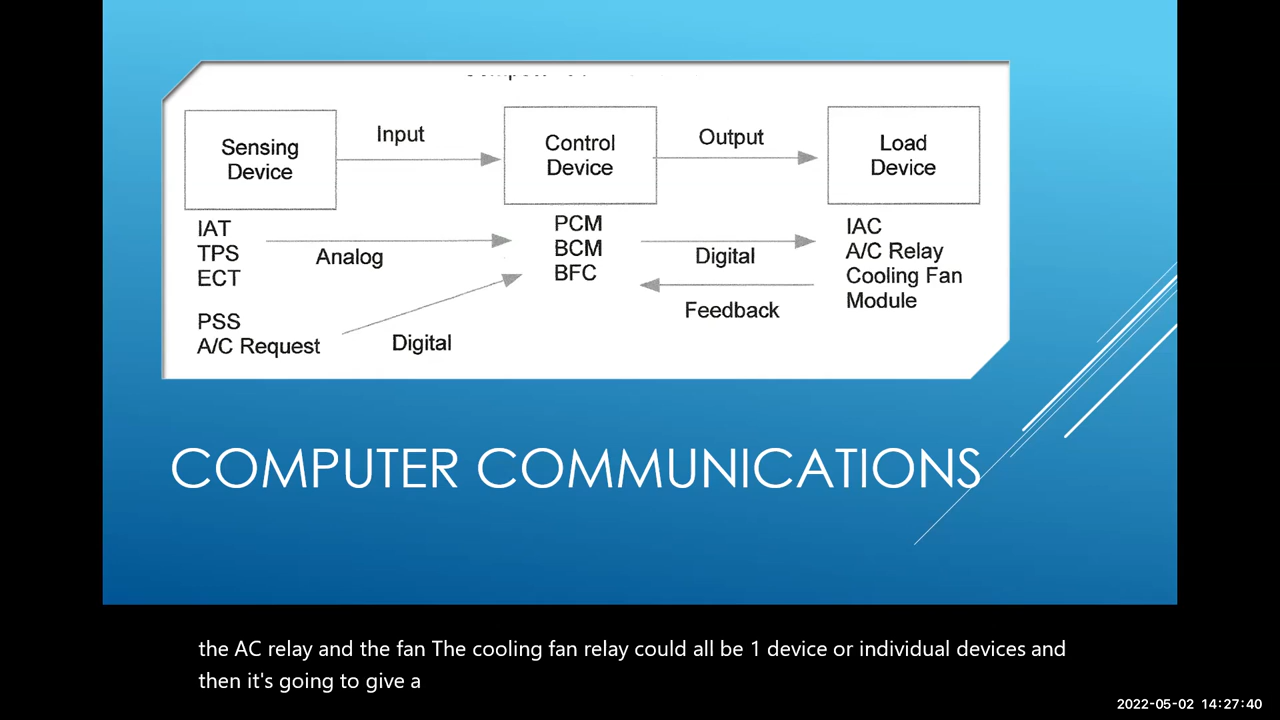 Input
Output
Sensing
Device
Control
Device
Load
Device
IAT
TPS
ECT
Analog
PSS
A/C Request
Digital
PCM
BCM
BFC
Digital
Feedback
IAC
A/C Relay
Cooling Fan
Module
COMPUTER COMMUNICATIONS
the AC relay and the fan The cooling fan relay could all be 1 device or individual devices and
then it's going to give a
2022-05-02 14:27:40